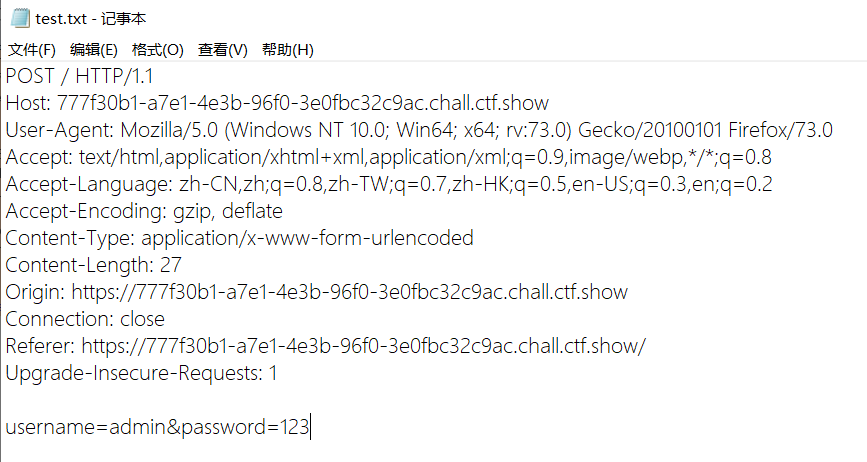 test.txt - 记事本
文件(F) 编辑(E) 格式(O) 查看(V) 帮助(H)
POST / HTTP/1.1
Host: 777f30b1-a7e1-4e3b-96f0-3e0fbc32c9ac.chall.ctf.show
User-Agent: Mozilla/5.0 (Windows NT 10.0; Win64; x64; rv:73.0) Gecko/20100101 Firefox/73.0
Accept: text/html,application/xhtml+xml,application/xml;q=0.9,image/webp,*/*;q=0.8
Accept-Language: zh-CN,zh;q=0.8,zh-TW;q=0.7,zh-HK;q=0.5,en-US;q=0.3,en;q=0.2
Accept-Encoding: gzip, deflate
Content-Type: application/x-www-form-urlencoded
Content-Length: 27
Origin: https://777f30b1-a7e1-4e3b-96f0-3e0fbc32c9ac.chall.ctf.show
Connection: close
Referer: https://777f30b1-a7e1-4e3b-96f0-3e0fbc32c9ac.chall.ctf.show/
Upgrade-Insecure-Requests: 1
username=admin&password=123